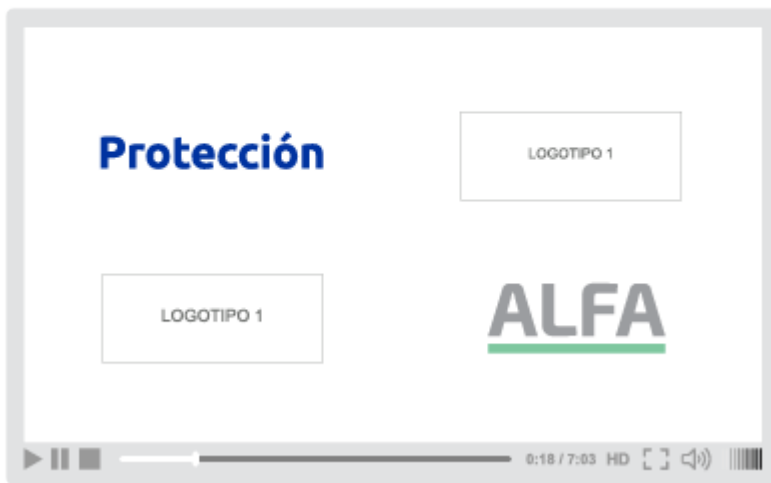 Protección
LOGOTIPO 1
LOGOTIPO 1
ALFA
0:18 / 7:03 HD